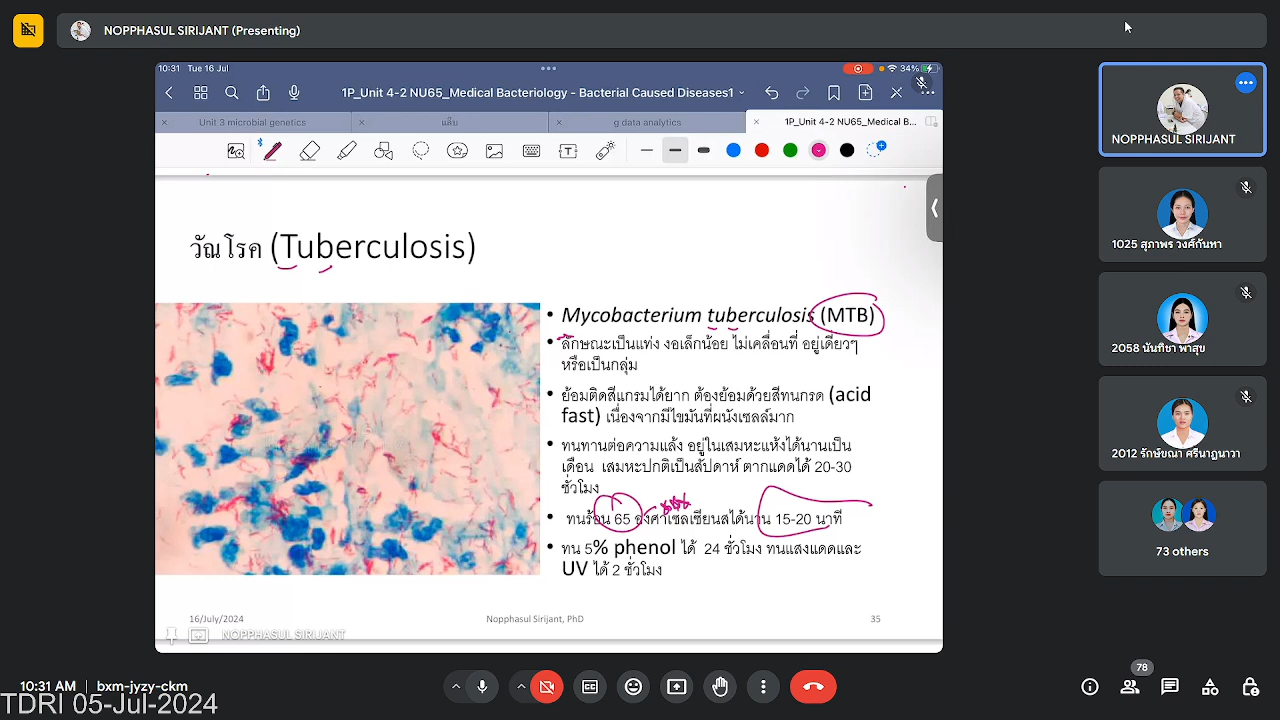 NOPPHASUL SIRIJANT (Presenting)
10:31 Tue 16 Jul
34%
1P_Unit 4-2 NU65_Medical Bacteriology - Bacterial Caused Diseases1
Unit 3 microbial genetics
g data analytics
1P_Unit 4-2 NU65_Medical B...
วัณโรค (Tuberculosis)
• Mycobacterium tuberculosis (MTB)
• ลักษณะเป็นแท่ง งอเล็กน้อย ไม่เคลื่อนที่ อยู่เดี่ยวๆ
หรือเป็นกลุ่ม
• ย้อมติดสีแกรมได้ยาก ต้องย้อมด้วยสีทนกรด (acid
fast) เนื่องจากมีไขมันที่ผนังเซลล์มาก
• ทนทานต่อความแล้ง อยู่ในเสมหะแห้งได้นานเป็น
เดือน เสมหะปกติเป็นสัปดาห์ ตากแดดได้ 20-30
ชั่วโมง
• ทนร้อน 65 องศาเซลเซียสได้นาน 15-20 นาที
• ทน 5% phenol ได้ 24 ชั่วโมง ทนแสงแดดและ
UV ได้ 2 ชั่วโมง
16/July/2024
Nopphasul Sirijant, PhD
35
NOPPHASUL SIRIJANT
NOPPHASUL SIRIJANT
1025 สุภาพร วงค์กันทา
2058 นันทิชา พาสุข
2012 รักษิณา ศรีนาฎนาวา
73 others
10:31 AM
bxm-jyzy-ckm
78
TDRI 05-Jul-2024